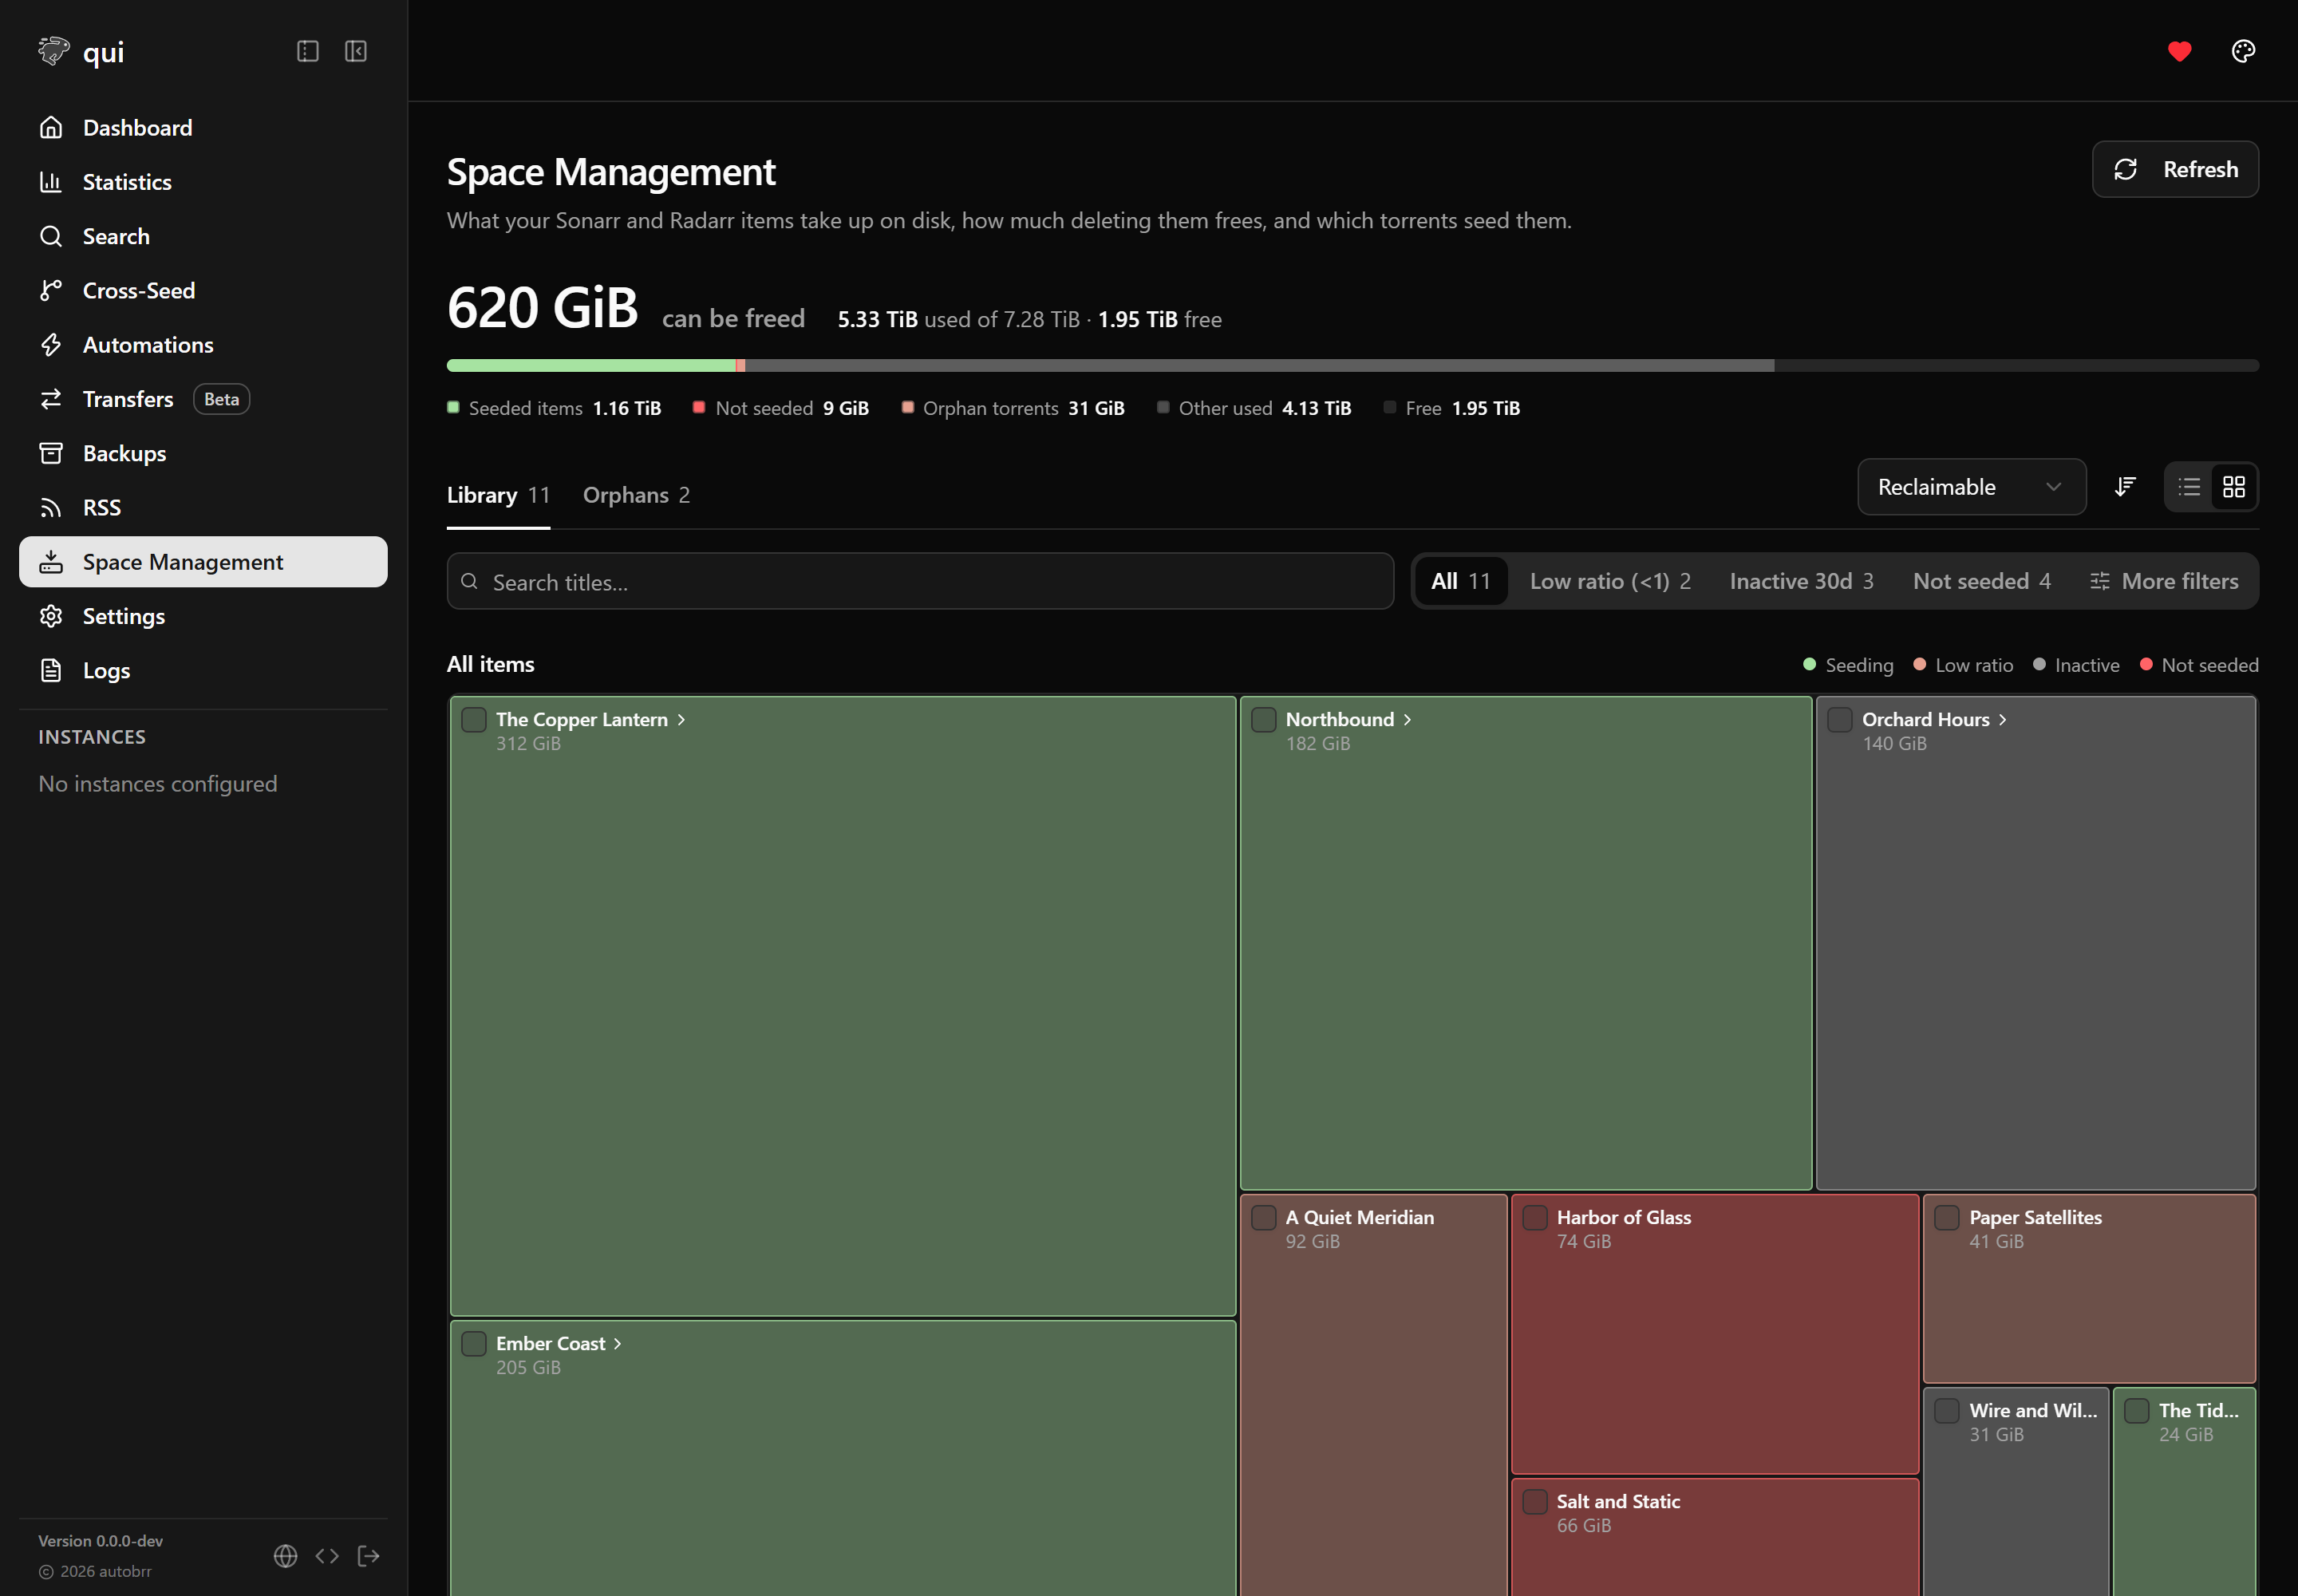 qui
Dashboard
Statistics
Search
Cross-Seed
Automations
Transfers Beta
Backups
RSS
Space Management
Settings
Logs
INSTANCES
No instances configured
Version 0.0.0-dev
© 2026 autobrr
Space Management
Refresh
What your Sonarr and Radarr items take up on disk, how much deleting them frees, and which torrents seed them.
620 GiB can be freed 5.33 TiB used of 7.28 TiB · 1.95 TiB free
Seeded items 1.16 TiB Not seeded 9 GiB Orphan torrents 31 GiB Other used 4.13 TiB Free 1.95 TiB
Library 11 Orphans 2
Reclaimable
Search titles...
All 11 Low ratio (<1) 2 Inactive 30d 3 Not seeded 4 More filters
All items
Seeding Low ratio Inactive Not seeded
The Copper Lantern
312 GiB
Northbound
182 GiB
Orchard Hours
140 GiB
A Quiet Meridian
92 GiB
Harbor of Glass
74 GiB
Paper Satellites
41 GiB
Ember Coast
205 GiB
Wire and Wil...
31 GiB
The Tid...
24 GiB
Salt and Static
66 GiB